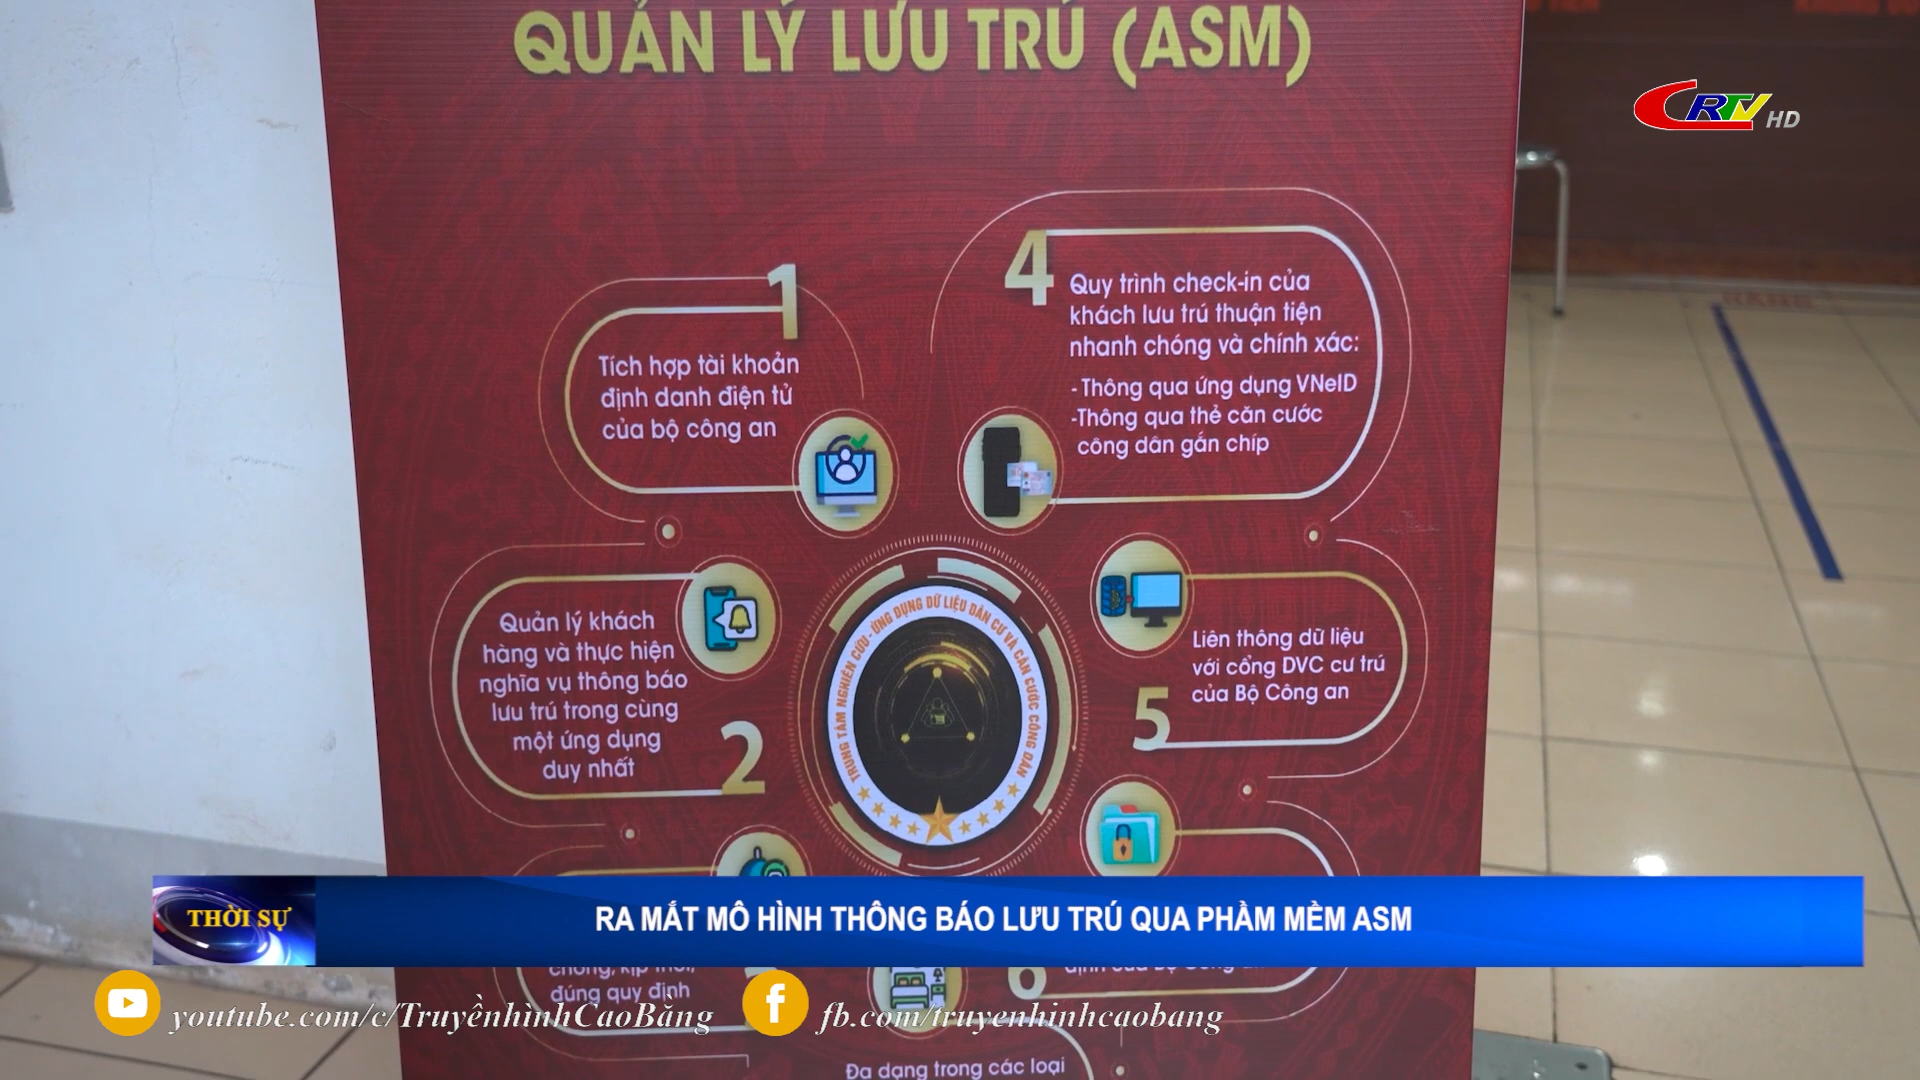 QUẢN LÝ LƯU TRÚ (ASM)
CRTV HD
1
Tích hợp tài khoản
định danh điện tử
của bộ công an
4
Quy trình check-in của
khách lưu trú thuận tiện
nhanh chóng và chính xác:
- Thông qua ứng dụng VNeID
-Thông qua thẻ căn cước
công dân gắn chíp
Quản lý khách
hàng và thực hiện
nghĩa vụ thông báo
lưu trú trong cùng
một ứng dụng
duy nhất
2
TRUNG TÂM NGHIÊN CỨU - ỨNG DỤNG DỮ LIỆU DÂN CƯ VÀ CĂN CƯỚC CÔNG DÂN
Liên thông dữ liệu
với cổng DVC cư trú
của Bộ Công an
5
THỜI SỰ
RA MẮT MÔ HÌNH THÔNG BÁO LƯU TRÚ QUA PHẦM MỀM ASM
đúng quy định
6
youtube.com/c/TruyềnhìnhCaoBằng
fb.com/truyenhinhcaobang
Đa dạng trong các loại